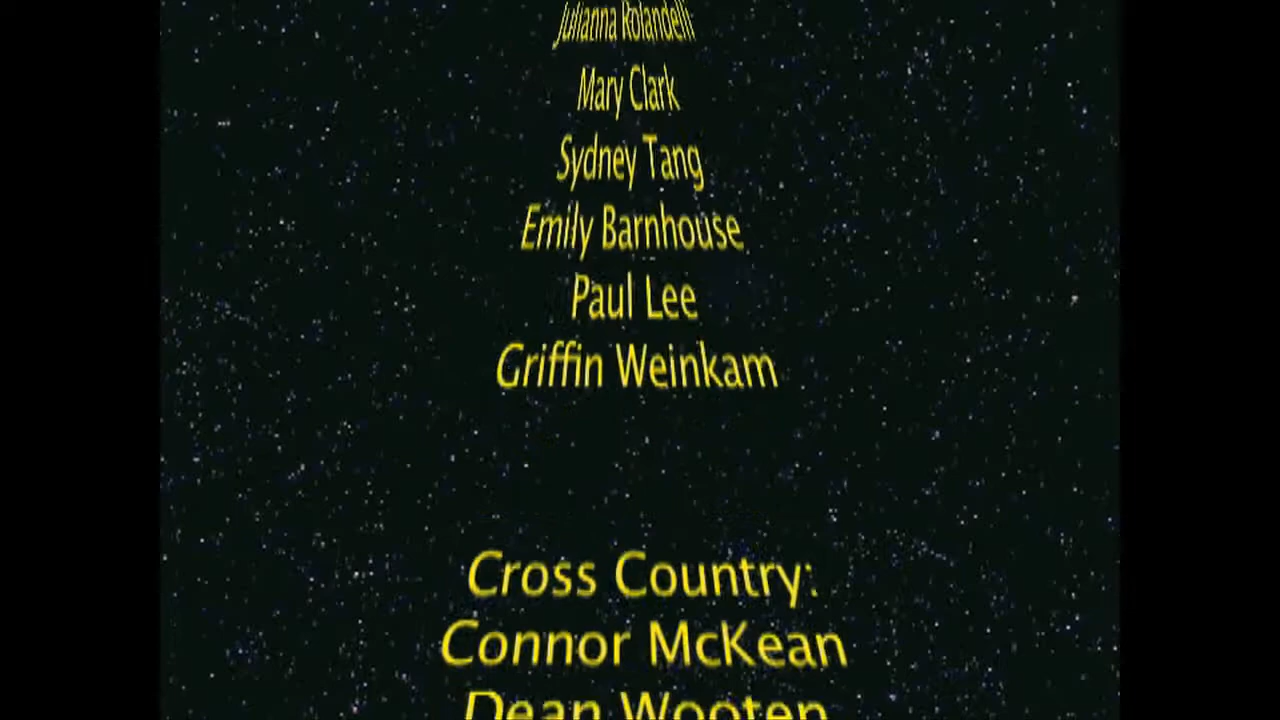 Julianna Rolandelli
Mary Clark
Sydney Tang
Emily Barnhouse
Paul Lee
Griffin Weinkam
Cross Country:
Connor McKean
Dean Wooten